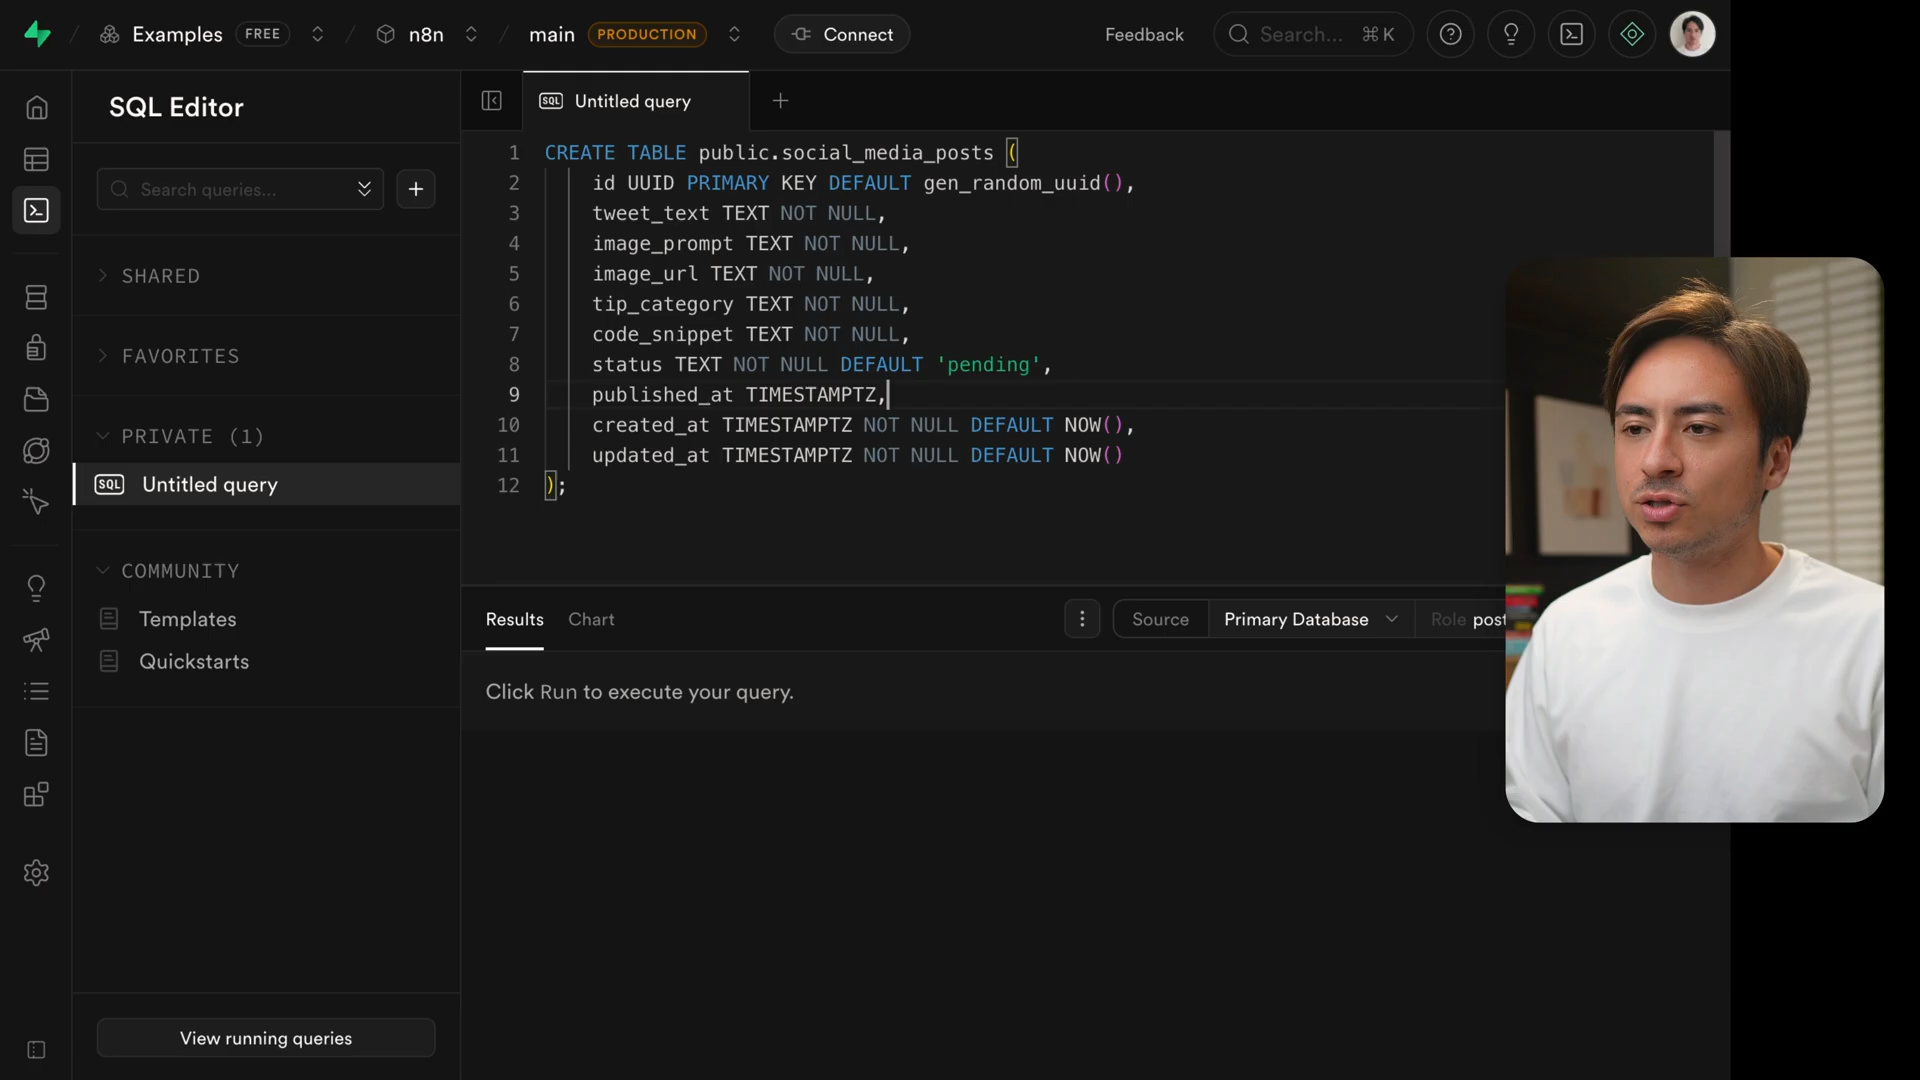 Examples FREE n8n main PRODUCTION Connect Feedback Search... ⌘K
SQL Editor
Search queries...
SHARED
FAVORITES
PRIVATE (1)
SQL Untitled query
COMMUNITY
Templates
Quickstarts
View running queries
SQL Untitled query
1 CREATE TABLE public.social_media_posts (
2 id UUID PRIMARY KEY DEFAULT gen_random_uuid(),
3 tweet_text TEXT NOT NULL,
4 image_prompt TEXT NOT NULL,
5 image_url TEXT NOT NULL,
6 tip_category TEXT NOT NULL,
7 code_snippet TEXT NOT NULL,
8 status TEXT NOT NULL DEFAULT 'pending',
9 published_at TIMESTAMPTZ,
10 created_at TIMESTAMPTZ NOT NULL DEFAULT NOW(),
11 updated_at TIMESTAMPTZ NOT NULL DEFAULT NOW()
12 );
Results Chart Source Primary Database Role post
Click Run to execute your query.